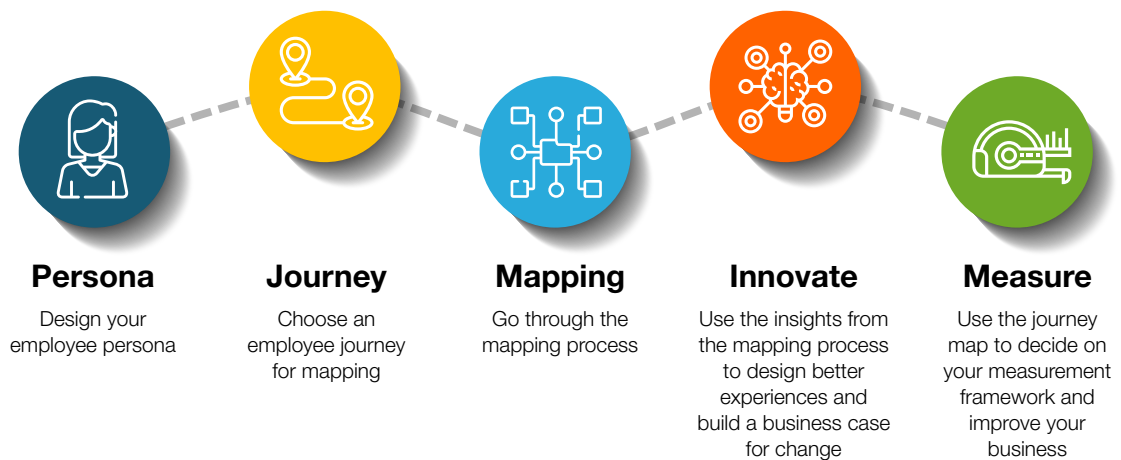 Persona
Design your
employee persona
Journey
Choose an
employee journey
for mapping
Mapping
Go through the
mapping process
Innovate
Use the insights from
the mapping process
to design better
experiences and
build a business case
for change
Measure
Use the journey
map to decide on
your measurement
framework and
improve your
business